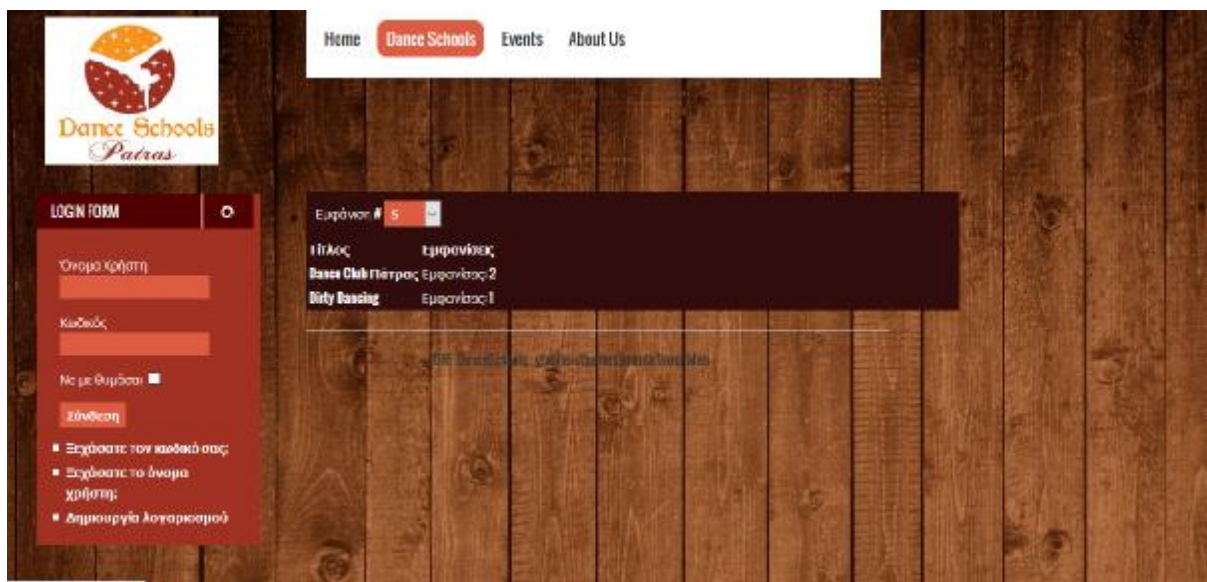 Dance Schools
Patras
Home Dance Schools Events About Us
LOGIN FORM
Όνομα Χρήστη
Κωδικός
Να με θυμάσαι
Σύνδεση
Ξεχάσατε τον κωδικό σας;
Ξεχάσατε το όνομα
χρήστη;
Δημιουργία λογαριασμού
Εμφάνιση # 5
Τίτλος Εμφανίσεις
Dance Club Πάτρας Εμφανίσεις: 2
Dirty Dancing Εμφανίσεις: 1